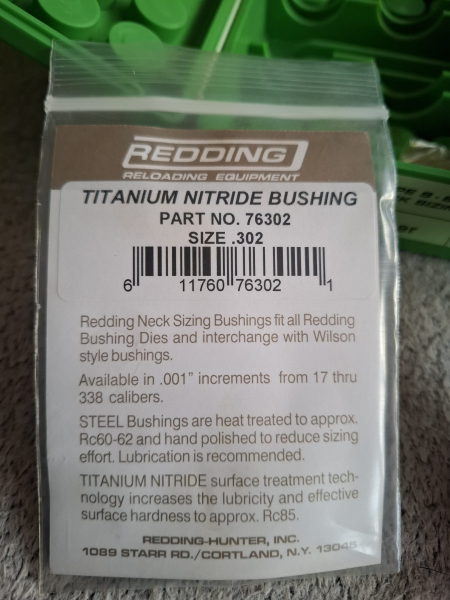 REDDING
RELOADING EQUIPMENT
TITANIUM NITRIDE BUSHING
PART NO. 76302
SIZE .302
6 11760 76302 1
Redding Neck Sizing Bushings fit all Redding
Bushing Dies and interchange with Wilson
style bushings.
Available in .001" increments from 17 thru
338 calibers.
STEEL Bushings are heat treated to approx.
Rc60-62 and hand polished to reduce sizing
effort. Lubrication is recommended.
TITANIUM NITRIDE surface treatment tech-
nology increases the lubricity and effective
surface hardness to approx. Rc85.
REDDING-HUNTER, INC.
1089 STARR RD./CORTLAND, N.Y. 13045